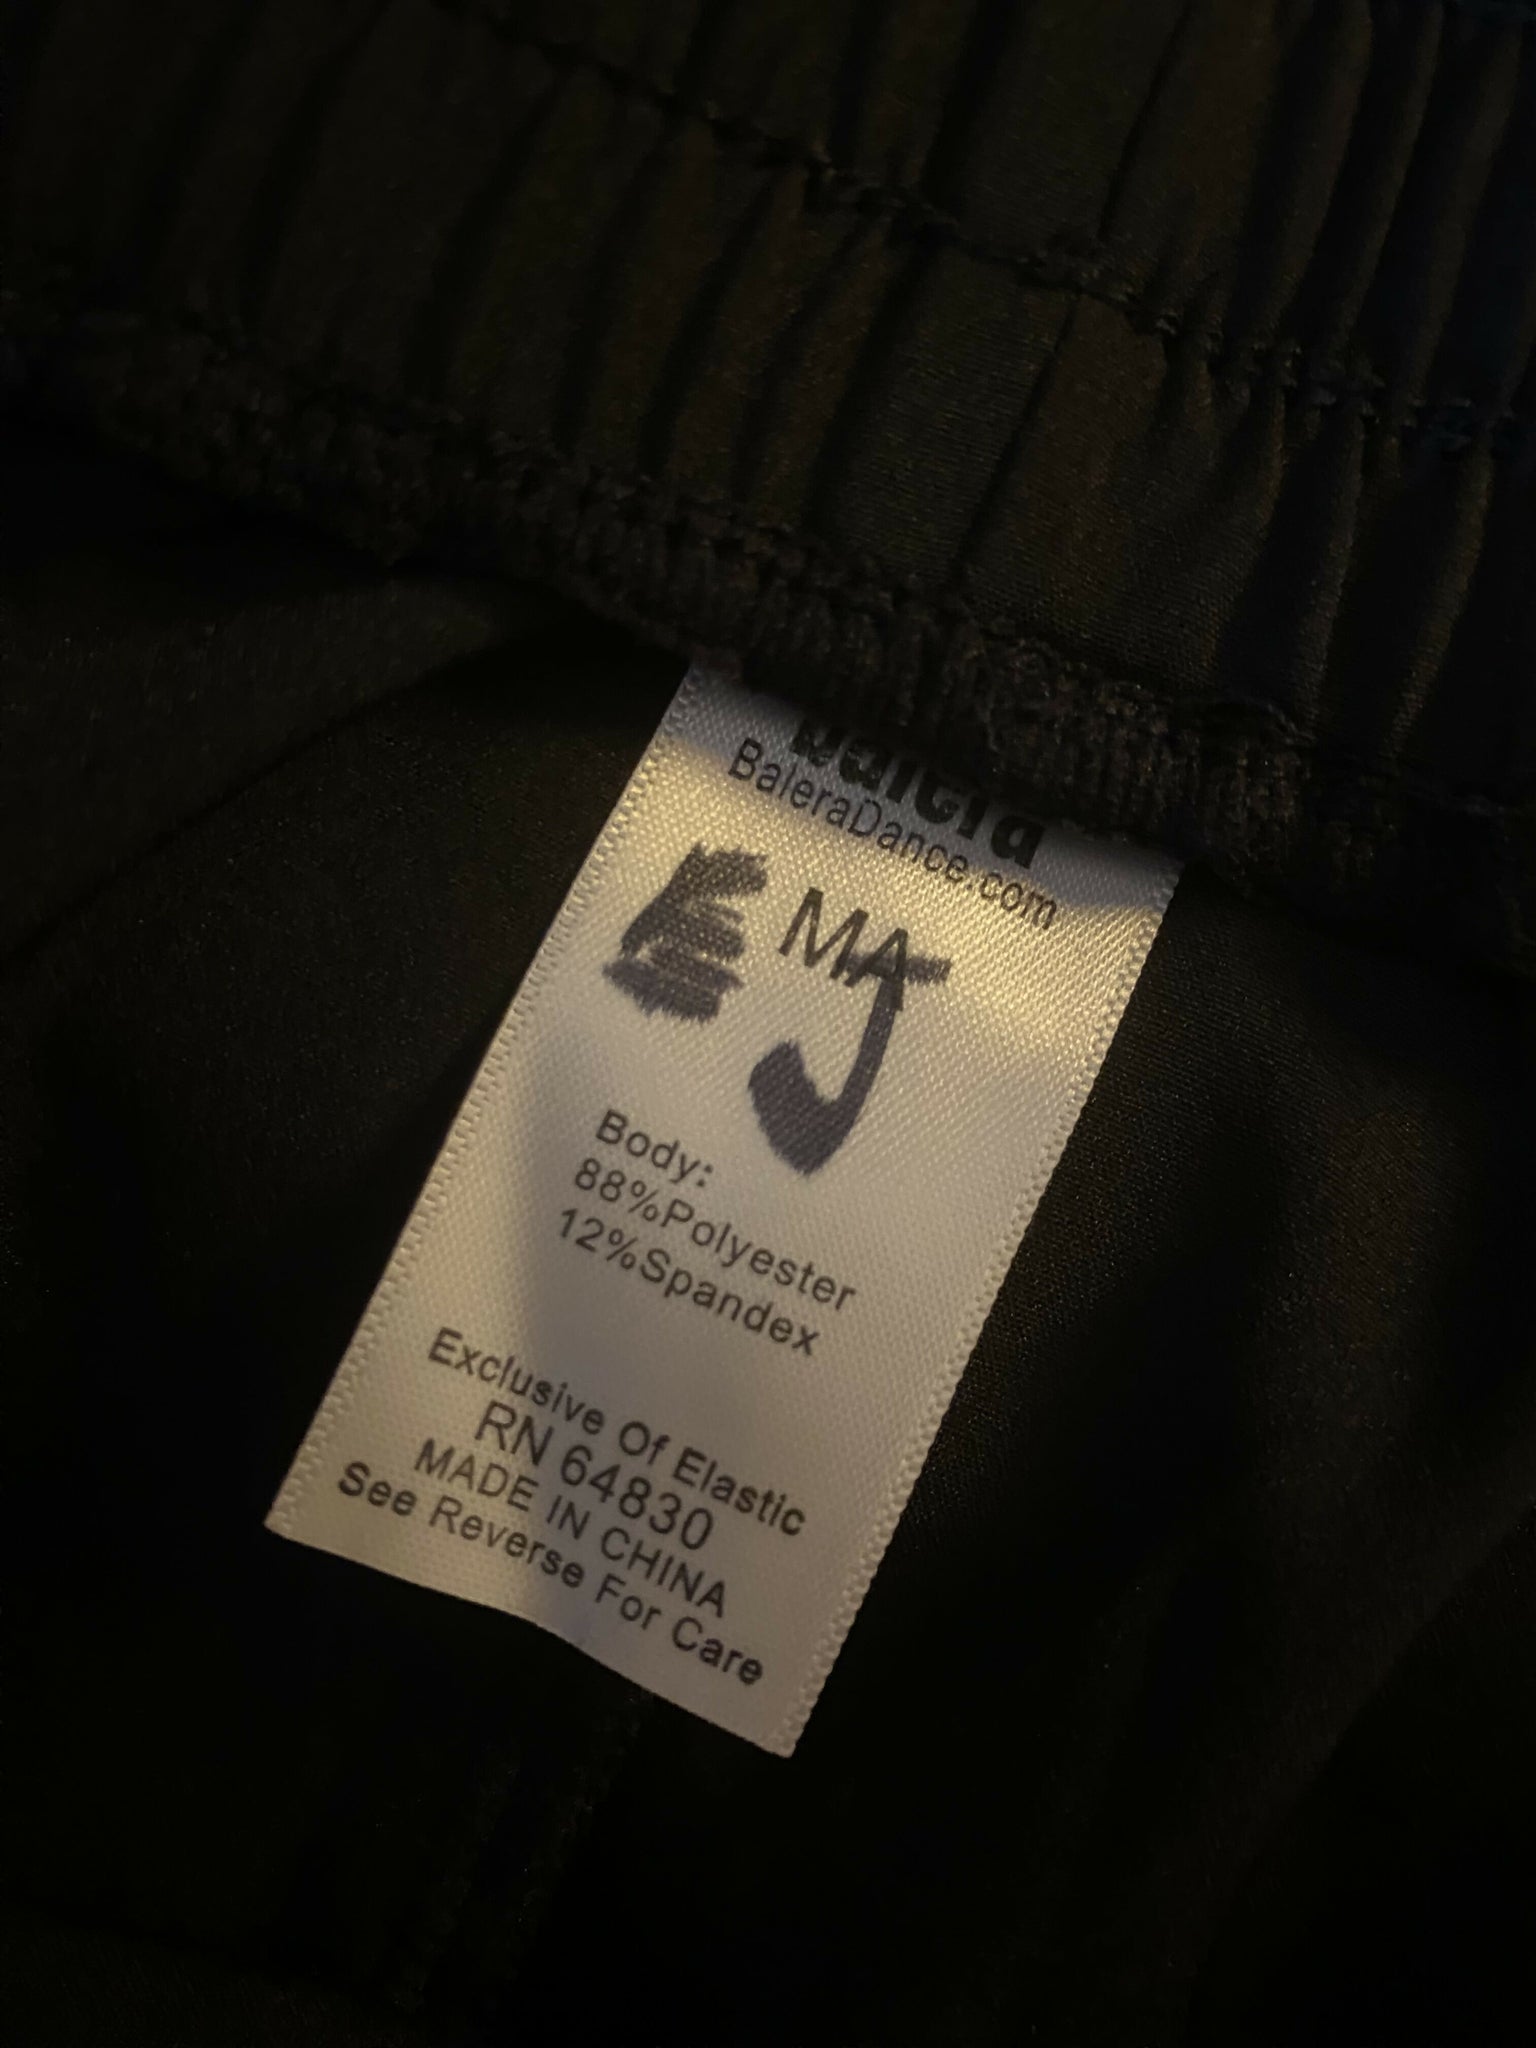 balera
BaleraDance.com
E MA
J
Body:
88%Polyester
12%Spandex
Exclusive Of Elastic
RN 64830
MADE IN CHINA
See Reverse For Care